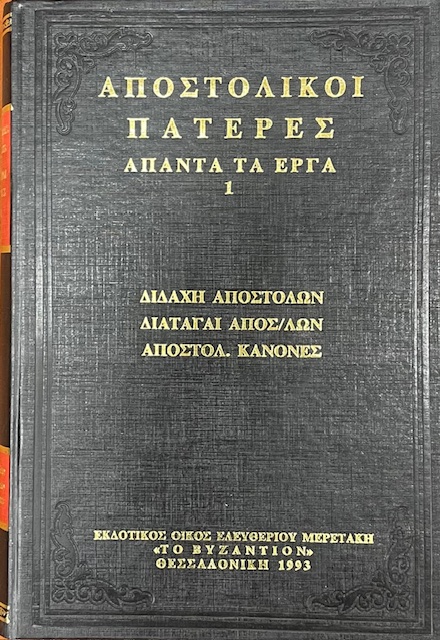 ΑΠΟΣΤΟΛΙΚΟΙ
ΠΑΤΕΡΕΣ
ΑΠΑΝΤΑ ΤΑ ΕΡΓΑ
1
ΔΙΔΑΧΗ ΑΠΟΣΤΟΛΩΝ
ΔΙΑΤΑΓΑΙ ΑΠΟΣ/ΛΩΝ
ΑΠΟΣΤΟΛ. ΚΑΝΟΝΕΣ
ΕΚΔΟΤΙΚΟΣ ΟΙΚΟΣ ΕΛΕΥΘΕΡΙΟΥ ΜΕΡΕΤΑΚΗ
«ΤΟ ΒΥΖΑΝΤΙΟΝ»
ΘΕΣΣΑΛΟΝΙΚΗ 1993